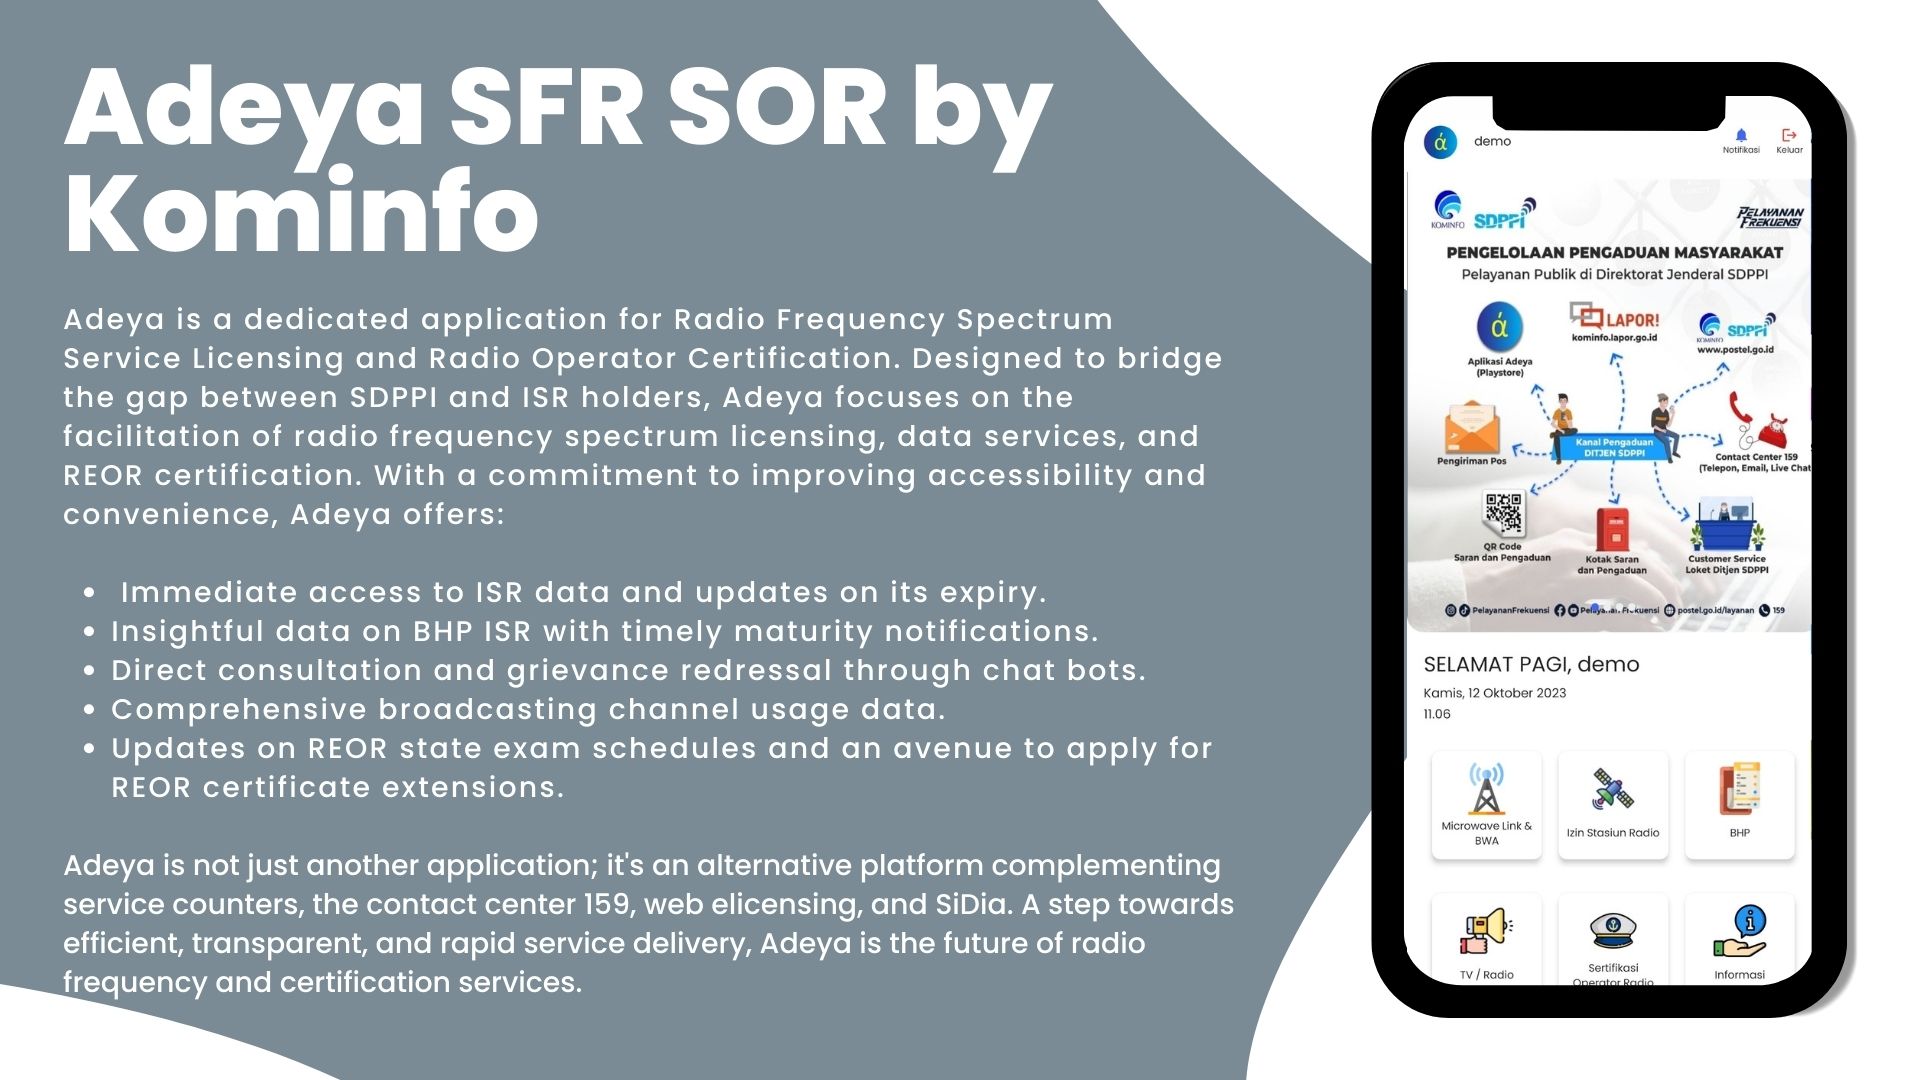 Adeya SFR SOR by
Kominfo
Adeya is a dedicated application for Radio Frequency Spectrum
Service Licensing and Radio Operator Certification. Designed to bridge
the gap between SDPPI and ISR holders, Adeya focuses on the
facilitation of radio frequency spectrum licensing, data services, and
REOR certification. With a commitment to improving accessibility and
convenience, Adeya offers:
• Immediate access to ISR data and updates on its expiry.
• Insightful data on BHP ISR with timely maturity notifications.
• Direct consultation and grievance redressal through chat bots.
• Comprehensive broadcasting channel usage data.
• Updates on REOR state exam schedules and an avenue to apply for
REOR certificate extensions.
Adeya is not just another application; it's an alternative platform complementing
service counters, the contact center 159, web elicensing, and SiDia. A step towards
efficient, transparent, and rapid service delivery, Adeya is the future of radio
frequency and certification services.
ά
demo
Notifikasi
Keluar
KOMINFO
SDPPI
PELAYANAN
FREKUENSI
PENGELOLAAN PENGADUAN MASYARAKAT
Pelayanan Publik di Direktorat Jenderal SDPPI
ά
Aplikasi Adeya
(Playstore)
LAPOR!
kominfo.lapor.go.id
KOMINFO
SDPPI
www.postel.go.id
Pengiriman Pos
Kanal Pengaduan
DITJEN SDPPI
Contact Center 159
(Telepon, Email, Live Chat
QR Code
Saran dan Pengaduan
Kotak Saran
dan Pengaduan
Customer Service
Loket Ditjen SDPPI
PelayananFrekuensi
postel.go.id/layanan
159
SELAMAT PAGI, demo
Kamis, 12 Oktober 2023
11.06
Microwave Link &
BWA
Izin Stasiun Radio
BHP
TV / Radio
Sertifikasi
Operator Radio
Informasi